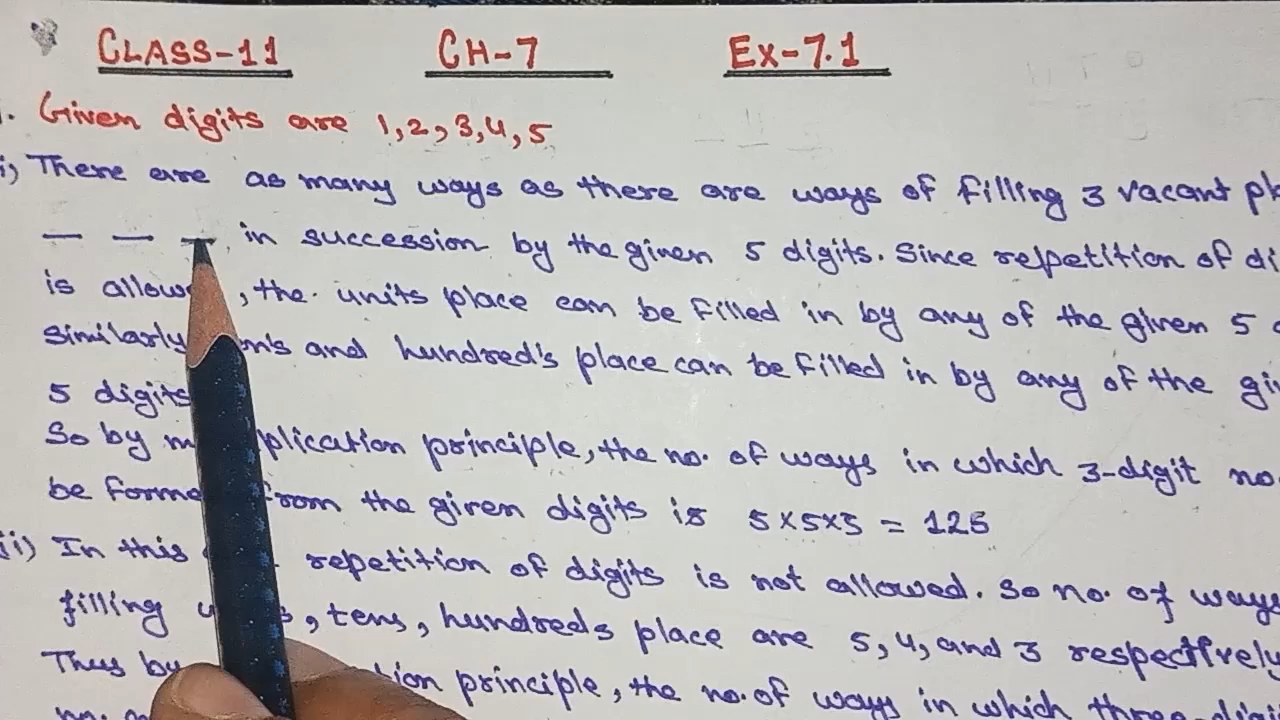 CLASS-11 CH-7 Ex-7.1
. Given digits are 1,2,3,4,5
i) There are as many ways as there are ways of filling 3 vacant
— — — in succession by the given 5 digits. Since repetition of
is the units place can be filled in by any of the given 5
Similarly and hundred's place can be filled in by any of the
5 digits
So by principle, the no. of ways in which 3-digit no.
be from the given digits is 5×5×5 = 125
ii) In this repetition of digits is not allowed. So no. of ways
filling , tens, hundreds place are 5, 4, and 3 respectively
Thus by principle, the no. of ways in which